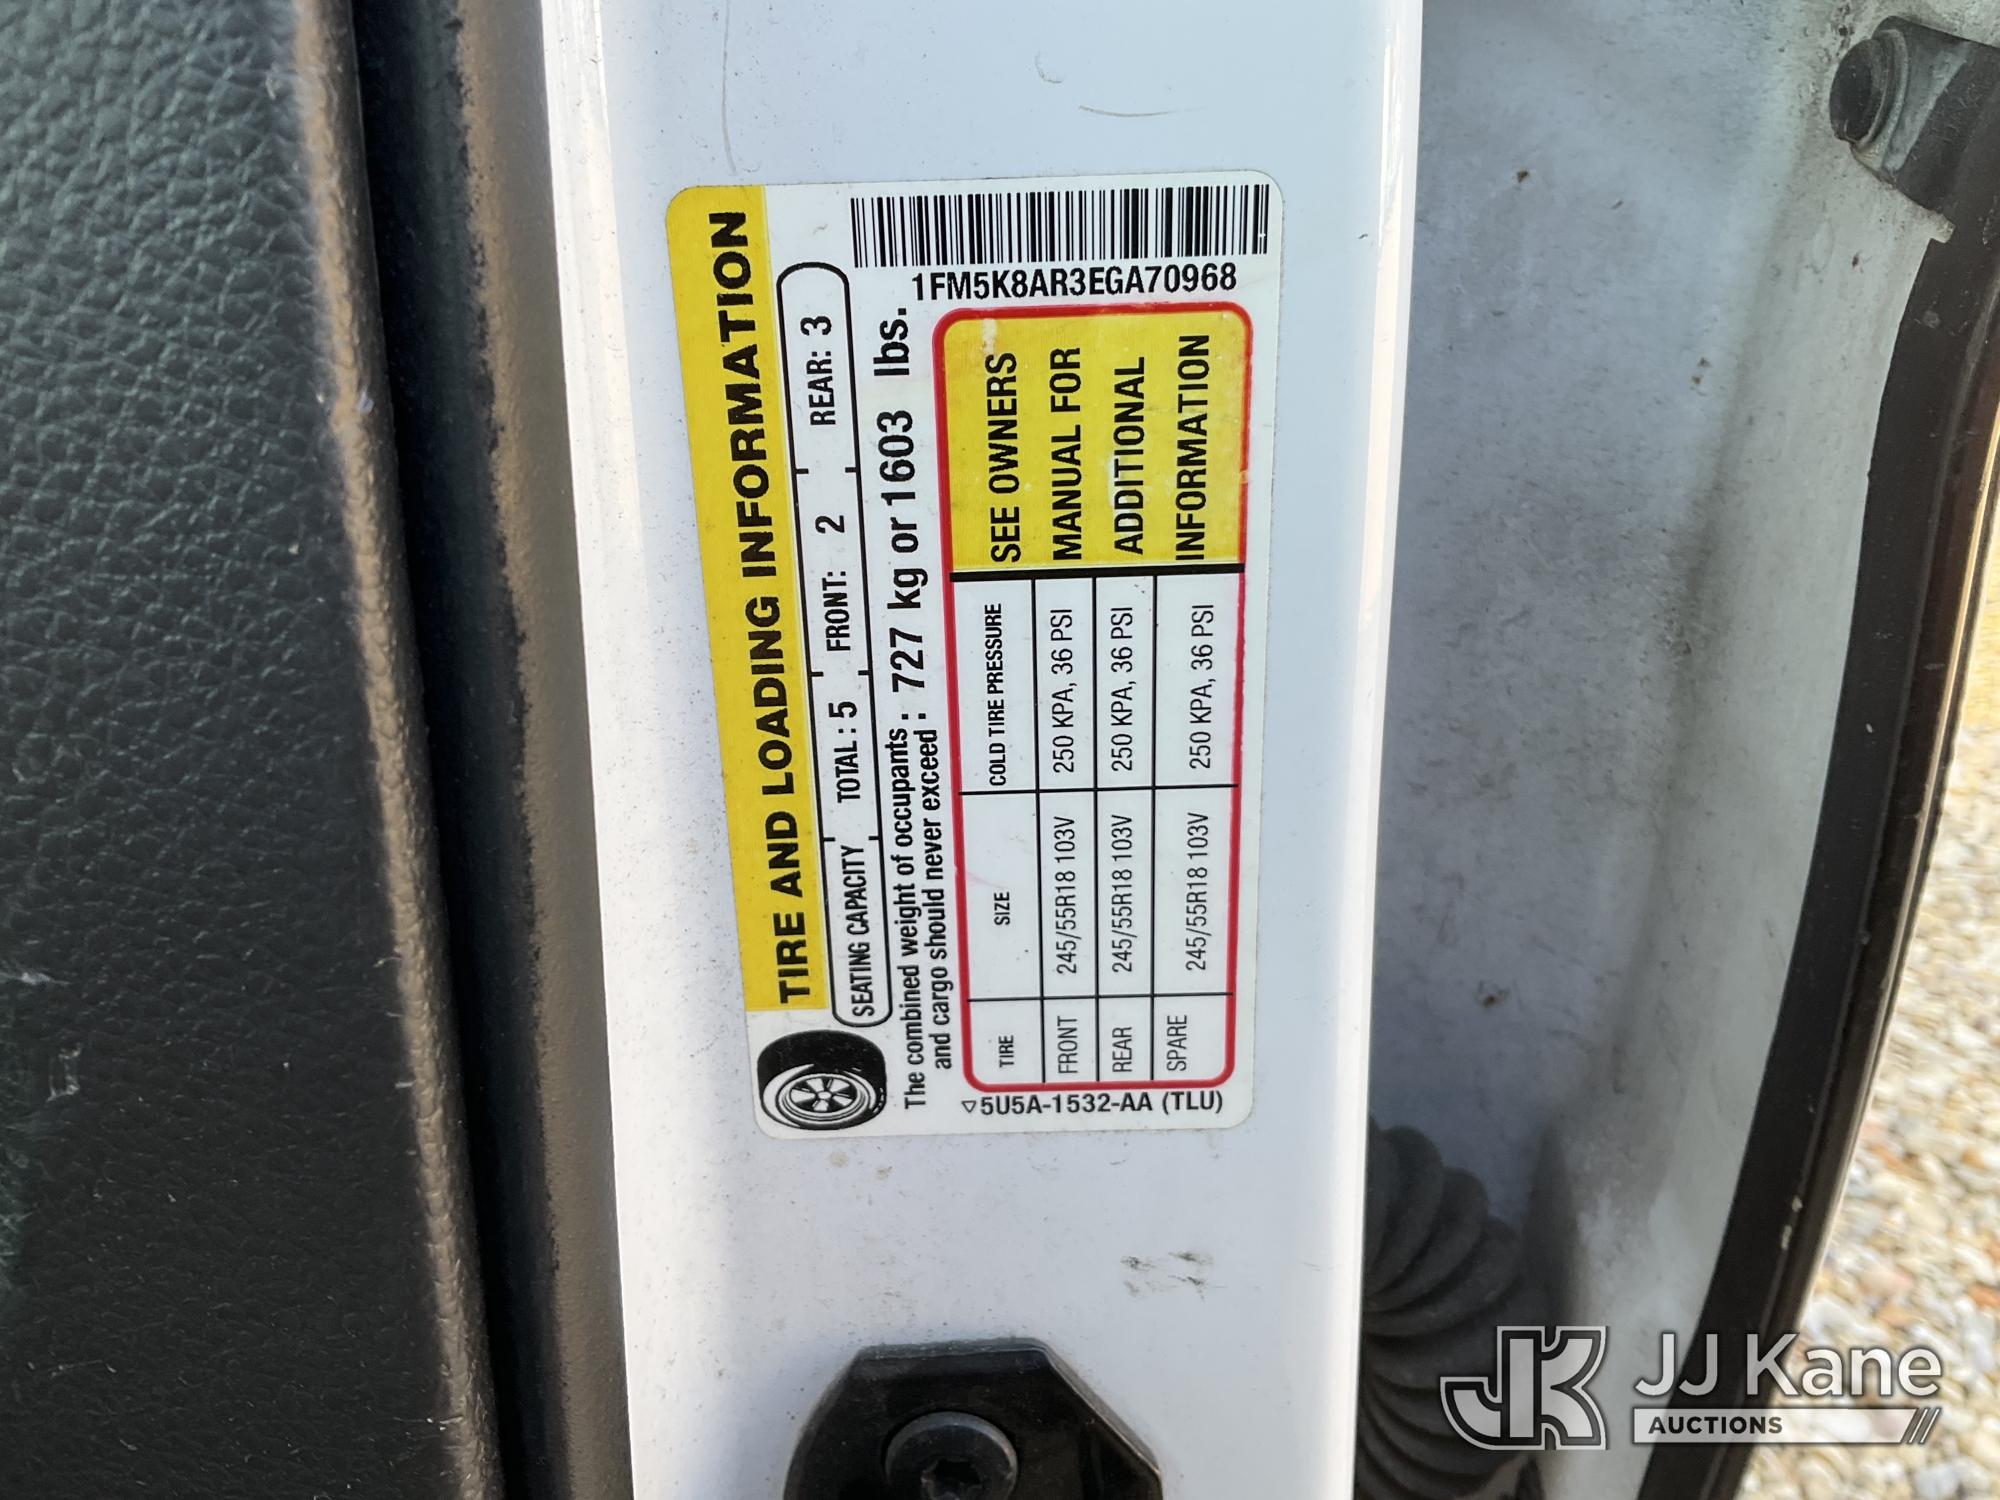 TIRE AND LOADING INFORMATION
SEATING CAPACITY TOTAL : 5 FRONT: 2 REAR: 3
The combined weight of occupants and cargo should never exceed : 727 kg or 1603 lbs.
1FM5K8AR3EGA70968
TIRE SIZE COLD TIRE PRESSURE
FRONT 245/55R18 103V 250 KPA, 36 PSI
REAR 245/55R18 103V 250 KPA, 36 PSI
SPARE 245/55R18 103V 250 KPA, 36 PSI
SEE OWNERS
MANUAL FOR
ADDITIONAL
INFORMATION
5U5A-1532-AA (TLU)
JK JJ Kane
AUCTIONS